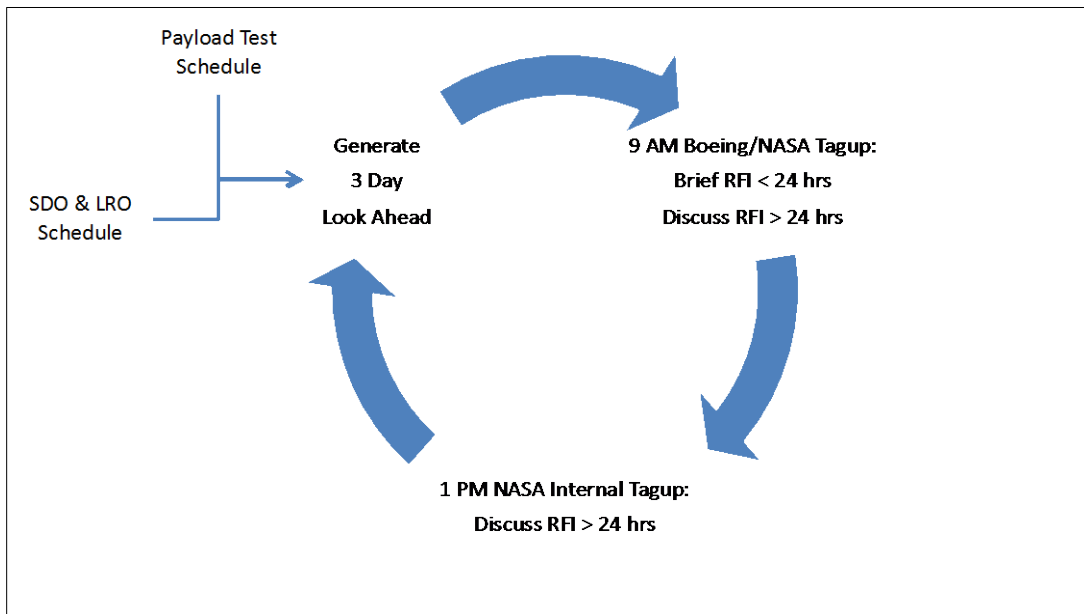 Payload Test
Schedule
SDO & LRO
Schedule
Generate
3 Day
Look Ahead
9 AM Boeing/NASA Tagup:
Brief RFI < 24 hrs
Discuss RFI > 24 hrs
1 PM NASA Internal Tagup:
Discuss RFI > 24 hrs